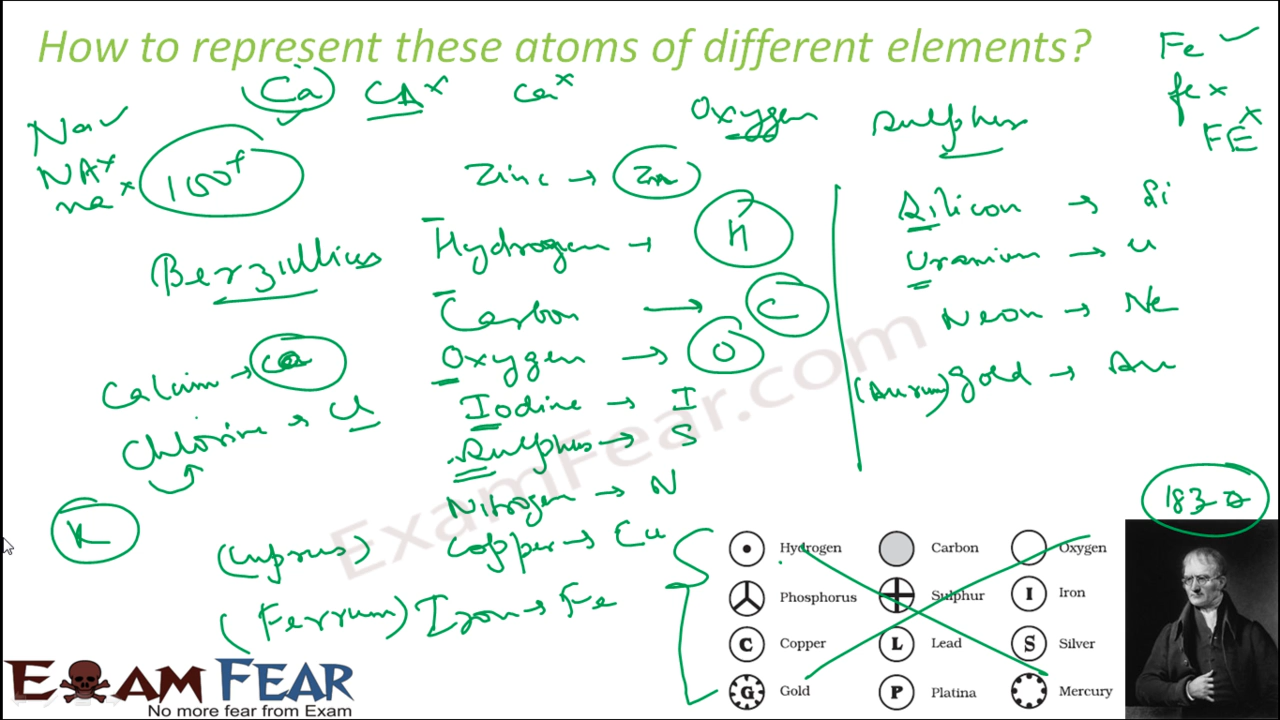 How to represent these atoms of different elements?
Fe ✓
fe ×
FE ×
Ca ✓ CA × ca ×
Na ✓
NA ×
na ×
100+
Oxygen Sulphur
Zinc → Zn
Hydrogen → H
Berzillius
Carbon → C
Oxygen → O
Iodine → I
Sulphur → S
Nitrogen → N
(Cuprus) Copper → Cu
(Ferrum) Iron → Fe
Calcium → Ca
Chlorine → Cl
K
Silicon → Si
Uranium → U
Neon → Ne
(Aurum) Gold → Au
ExamFear.com
Hydrogen Carbon Oxygen
Phosphorus Sulphur I Iron
C Copper L Lead S Silver
G Gold P Platina Mercury
EXAM FEAR
No more fear from Exam